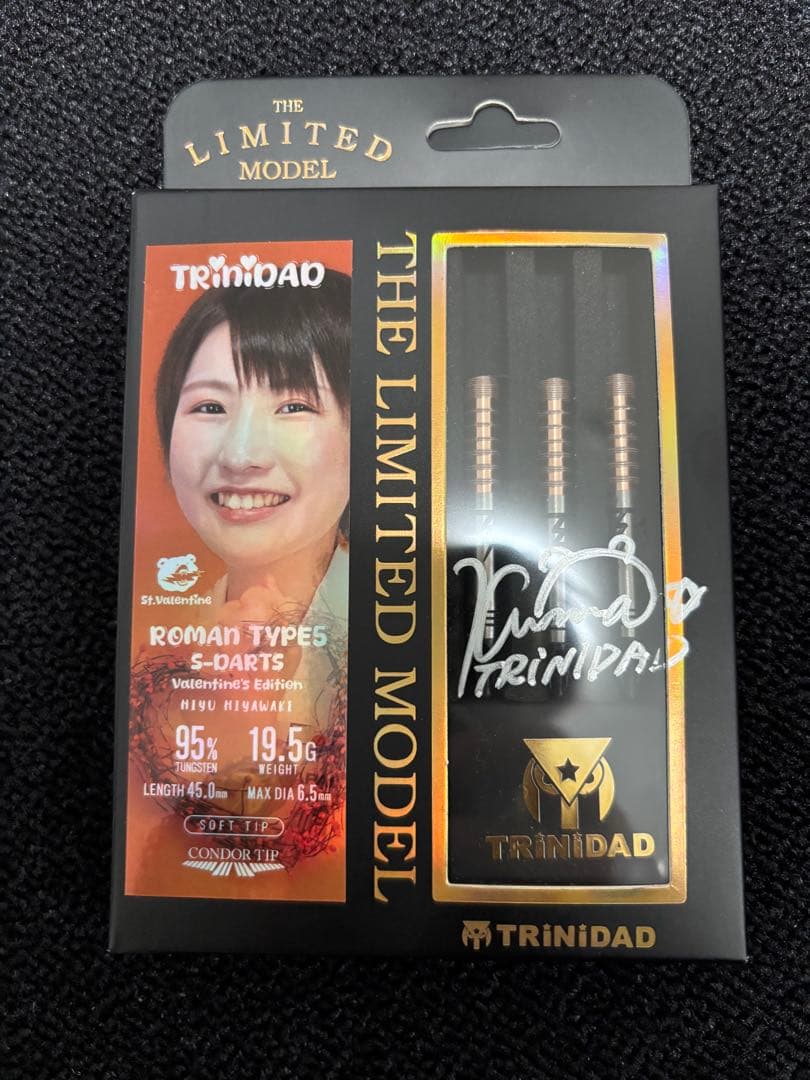 THE
LIMITED
MODEL
TRiNiDAD
St.Valentine
ROMAN TYPE5
S-DARTS
Valentine's Edition
MIYU MIYAWAKI
95%
TUNGSTEN
19.5G
WEIGHT
LENGTH 45.0mm
MAX DIA 6.5mm
SOFT TIP
CONDOR TIP
THE LIMITED MODEL
Kuma
TRiNiDAD
TRiNiDAD
TRiNiDAD